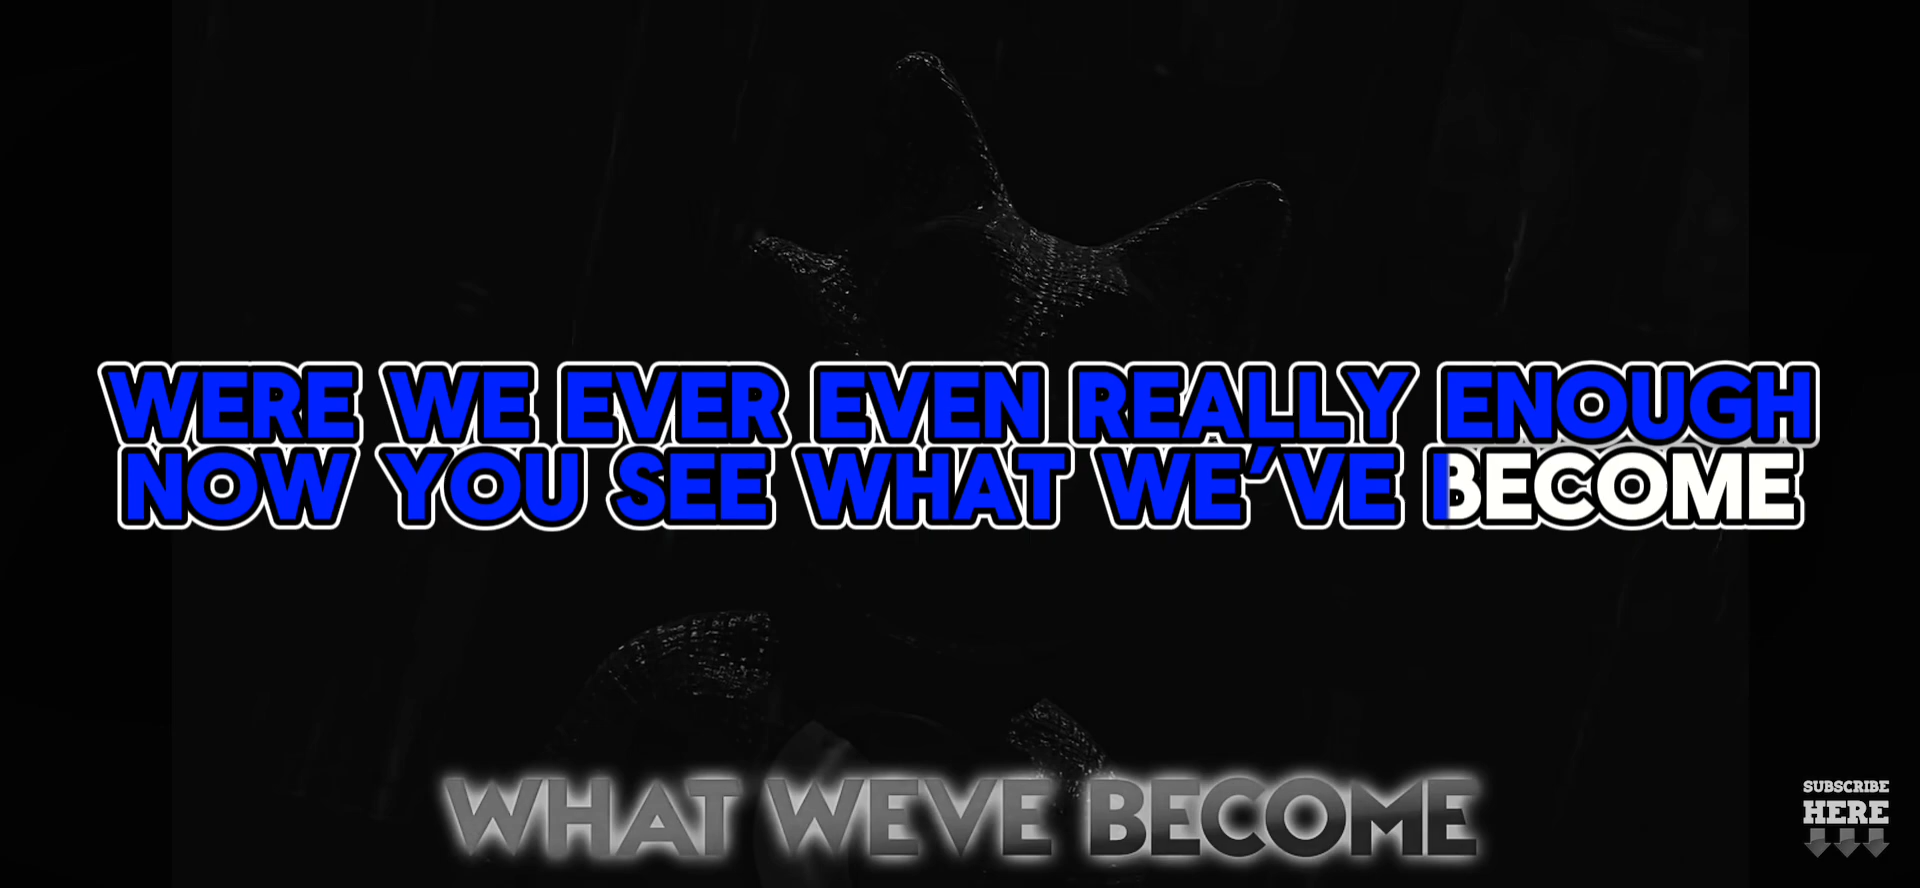 WERE WE EVER EVEN REALLY ENOUGH
NOW YOU SEE WHAT WE'VE BECOME
WHAT WEVE BECOME
SUBSCRIBE
HERE